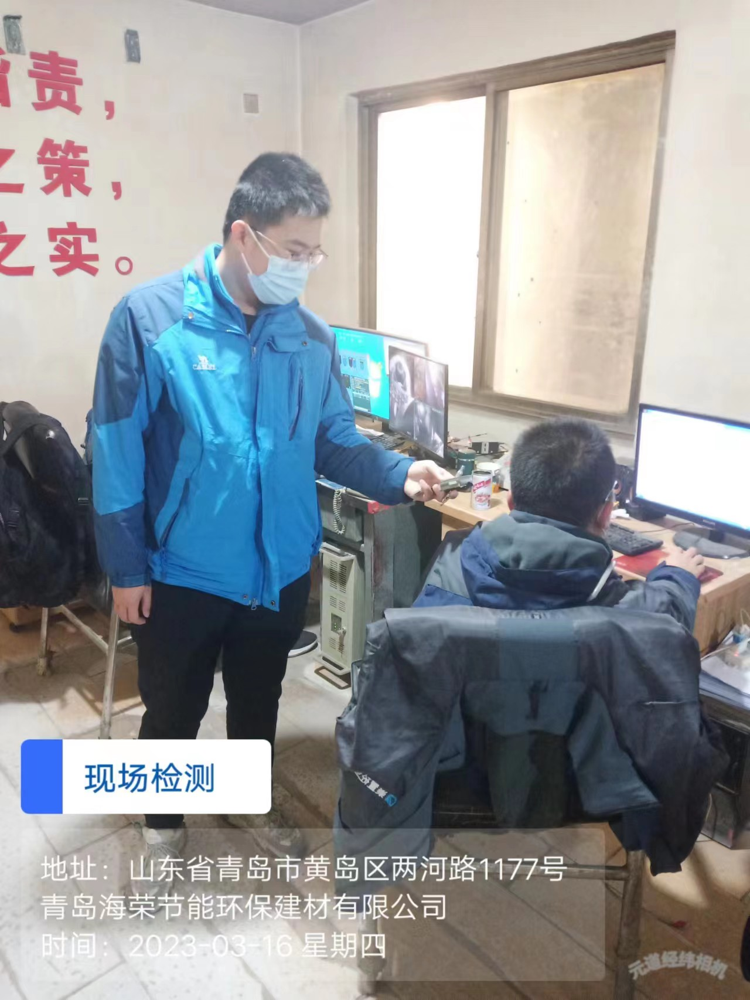 责，
之策，
之实。
CAMEL
现场检测
地址：山东省青岛市黄岛区两河路1177号
青岛海荣节能环保建材有限公司
时间：2023-03-16 星期四
元道经纬相机